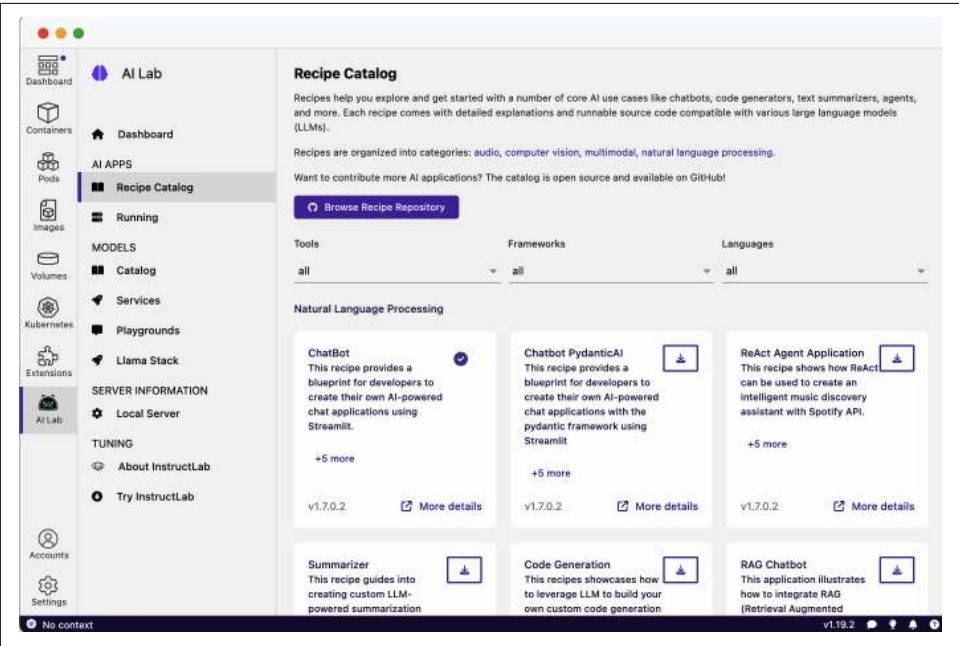 Dashboard
Containers
Pods
Images
Volumes
Kubernetes
Extensions
AI Lab
Accounts
Settings
AI Lab
Dashboard
AI APPS
Recipe Catalog
Running
MODELS
Catalog
Services
Playgrounds
Llama Stack
SERVER INFORMATION
Local Server
TUNING
About InstructLab
Try InstructLab
Recipe Catalog
Recipes help you explore and get started with a number of core AI use cases like chatbots, code generators, text summarizers, agents,
and more. Each recipe comes with detailed explanations and runnable source code compatible with various large language models
(LLMs).
Recipes are organized into categories: audio, computer vision, multimodal, natural language processing.
Want to contribute more AI applications? The catalog is open source and available on GitHub!
Browse Recipe Repository
Tools
all
Frameworks
all
Languages
all
Natural Language Processing
ChatBot
This recipe provides a
blueprint for developers to
create their own AI-powered
chat applications using
Streamlit.
+5 more
v1.7.0.2 More details
Chatbot PydanticAI
This recipe provides a
blueprint for developers to
create their own AI-powered
chat applications with the
pydantic framework using
Streamlit
+5 more
v1.7.0.2 More details
ReAct Agent Application
This recipe shows how ReAct
can be used to create an
intelligent music discovery
assistant with Spotify API.
+5 more
v1.7.0.2 More details
Summarizer
This recipe guides into
creating custom LLM-
powered summarization
Code Generation
This recipes showcases how
to leverage LLM to build your
own custom code generation
RAG Chatbot
This application illustrates
how to integrate RAG
(Retrieval Augmented
No context
v1.19.2